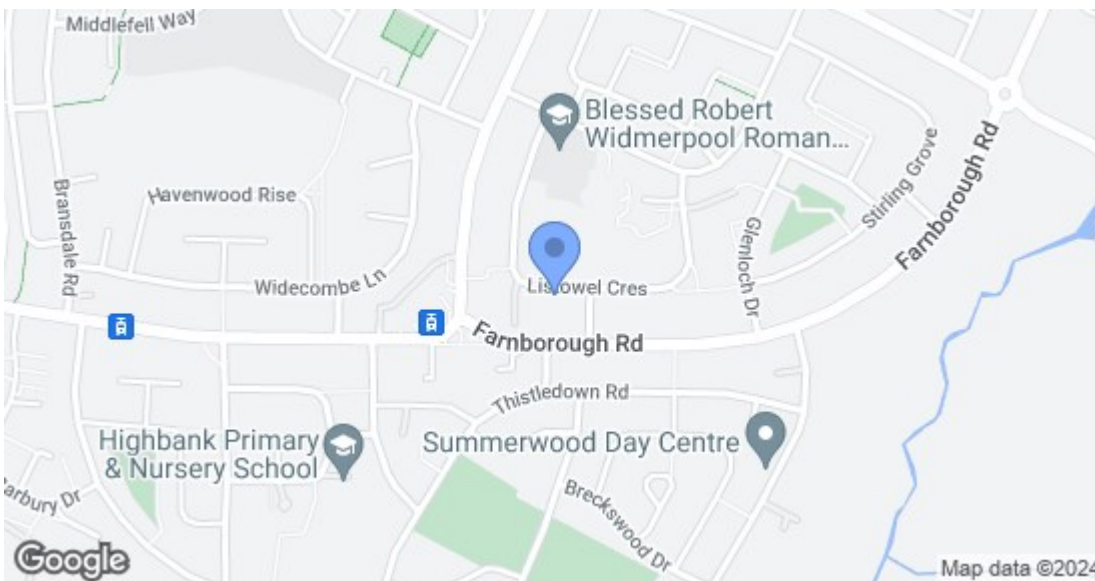 Middlefell Way
Blessed Robert
Widmerpool Roman...
Farnborough Rd
Stirling Grove
Bransdale Rd
Havenwood Rise
Glenloch Dr
Widecombe Ln
Cres
Farnborough Rd
Thistledown Rd
Highbank Primary
& Nursery School
Summerwood Day Centre
Breckswood Dr
Dr
Google
Map data ©2024